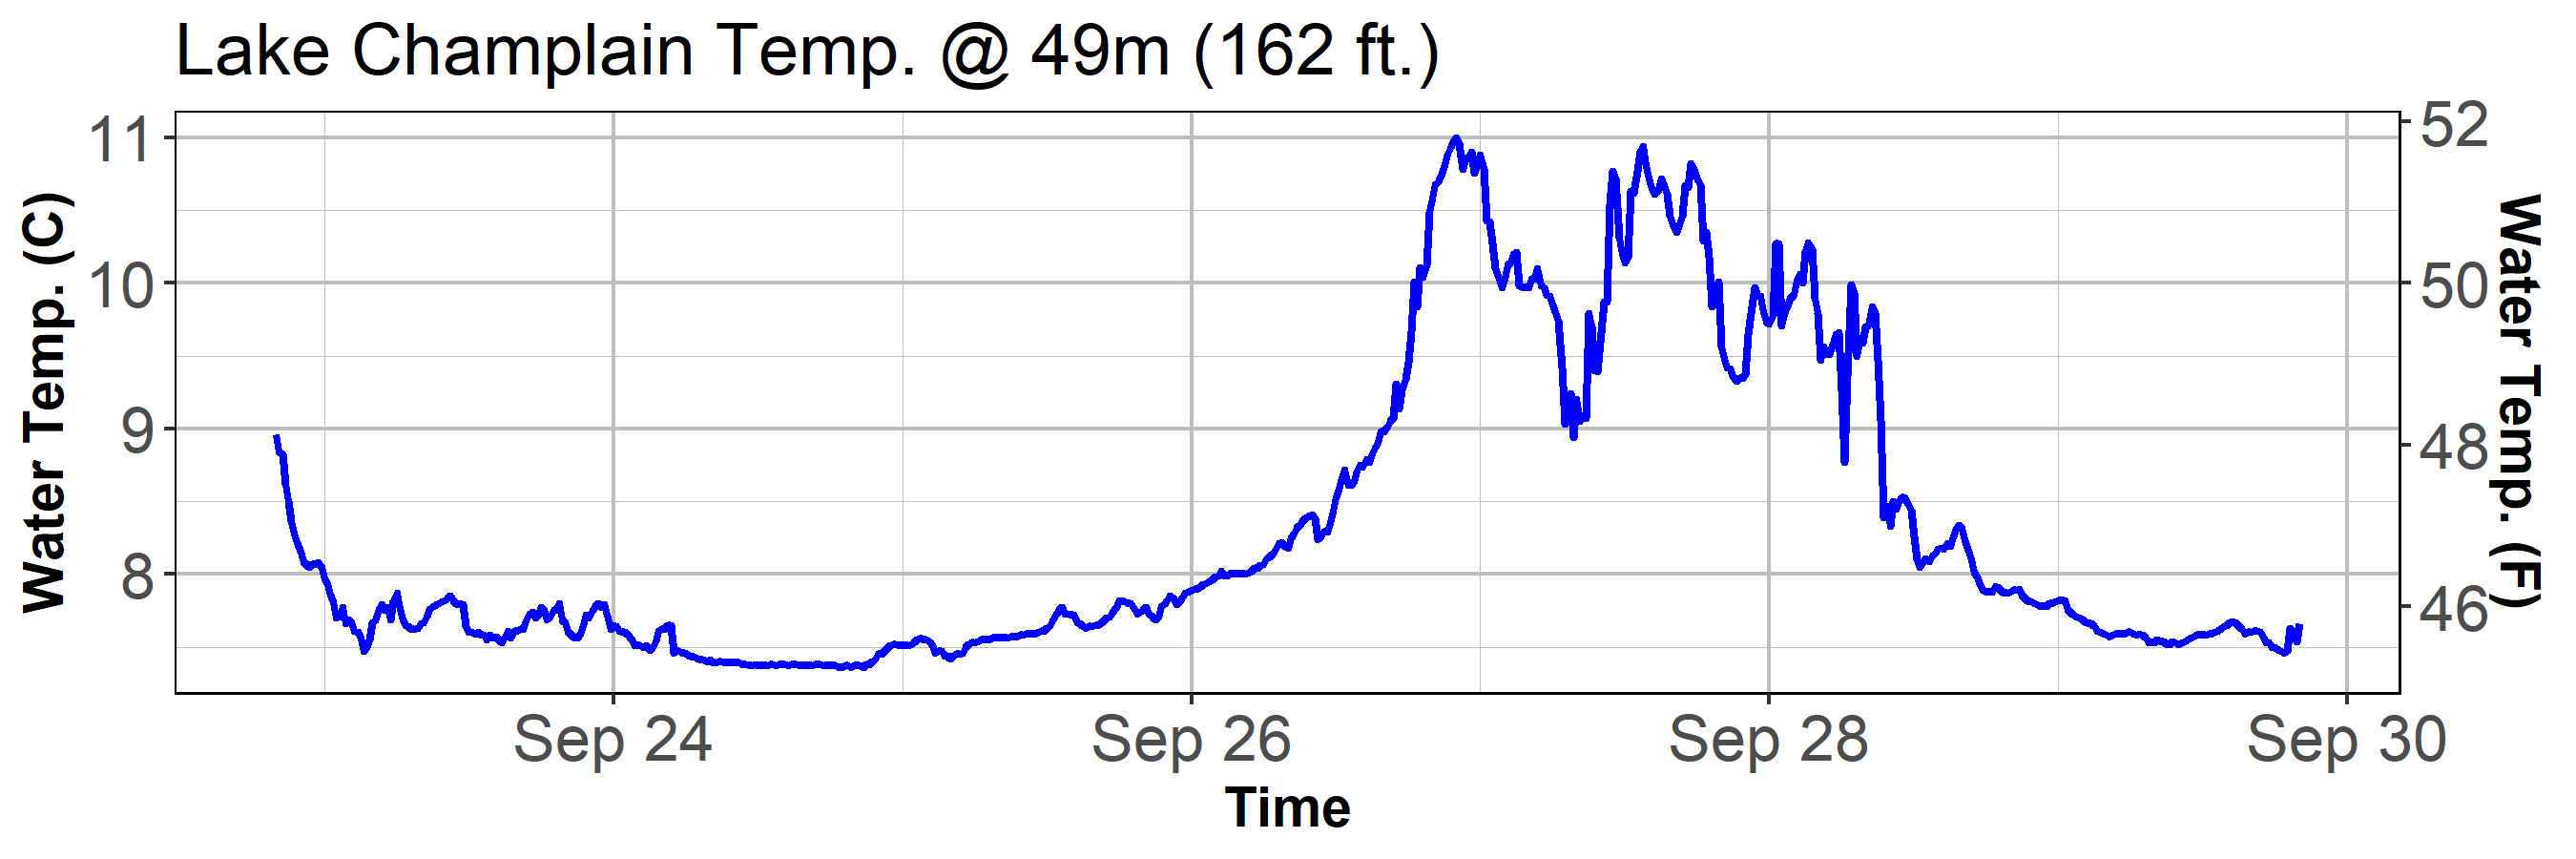 Lake Champlain Temp. @ 49m (162 ft.)
Water Temp. (C)
11
10
9
8
52
50
48
46
Water Temp. (F)
Sep 24 Sep 26 Sep 28 Sep 30
Time